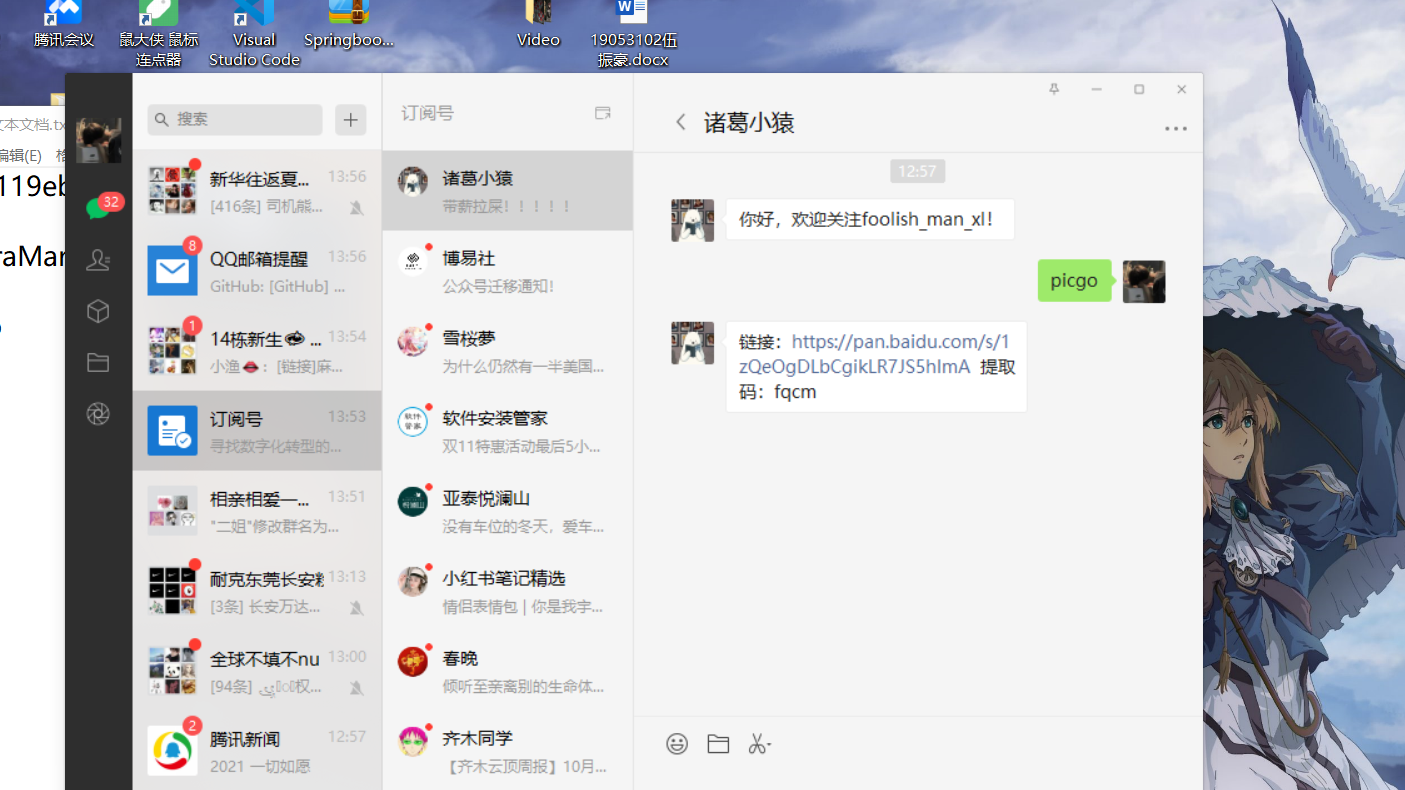 腾讯会议
鼠大侠 鼠标
连点器
Visual
Studio Code
Springboo...
Video
19053102伍
振豪.docx
文本文档.tx
编辑(E)
119eb
raMar
搜索
32
新华往返夏... 13:56
[416条] 司机熊...
8
QQ邮箱提醒 13:56
GitHub: [GitHub] ...
1
14栋新生 ... 13:54
小渔 : [链接]麻...
订阅号 13:53
寻找数字化转型的...
相亲相爱一... 13:51
"二姐"修改群名为...
耐克东莞长安 13:13
[3条] 长安万达...
全球不填不nu 13:00
[94条] 权...
2
腾讯新闻 12:57
2021 一切如愿
订阅号
诸葛小猿
带薪拉屎！！！！！
博易社
公众号迁移通知！
雪桜夢
为什么仍然有一半美国...
软件安装管家
双11特惠活动最后5小...
亚泰悦澜山
没有车位的冬天，爱车...
小红书笔记精选
情侣表情包 | 你是我宇...
春晚
倾听至亲离别的生命体...
齐木同学
【齐木云顶周报】10月...
诸葛小猿
12:57
你好，欢迎关注foolish_man_xl！
picgo
链接：https://pan.baidu.com/s/1
zQeOgDLbCgikLR7JS5hImA 提取
码：fqcm